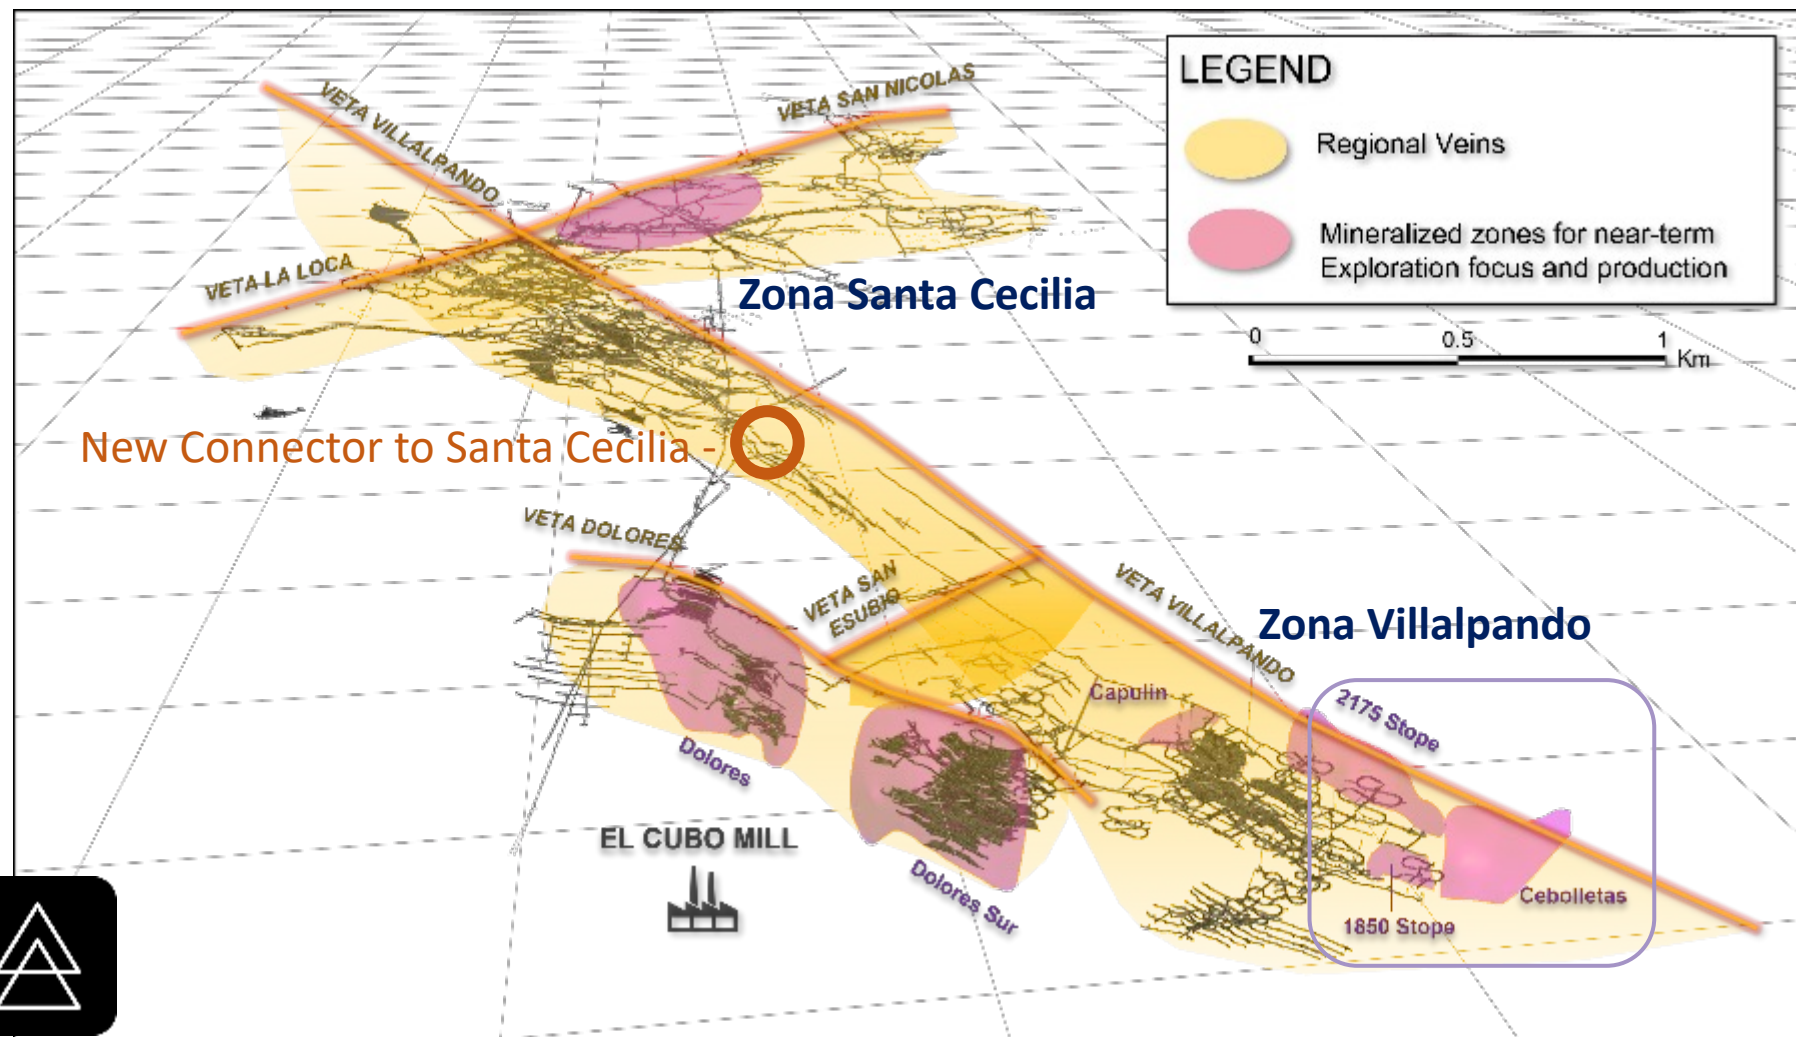 VETA VILLALPANDO
VETA SAN NICOLAS
LEGEND
Regional Veins
Mineralized zones for near-term
Exploration focus and production
VETA LA LOCA
Zona Santa Cecilia
0 0.5 1
Km
New Connector to Santa Cecilia -
VETA DOLORES
VETA SAN
ESUBIO
VETA VILLALPANDO
Zona Villalpando
Capulin
2175 Stope
Dolores
EL CUBO MILL
Dolores Sur
Cebolletas
1850 Stope